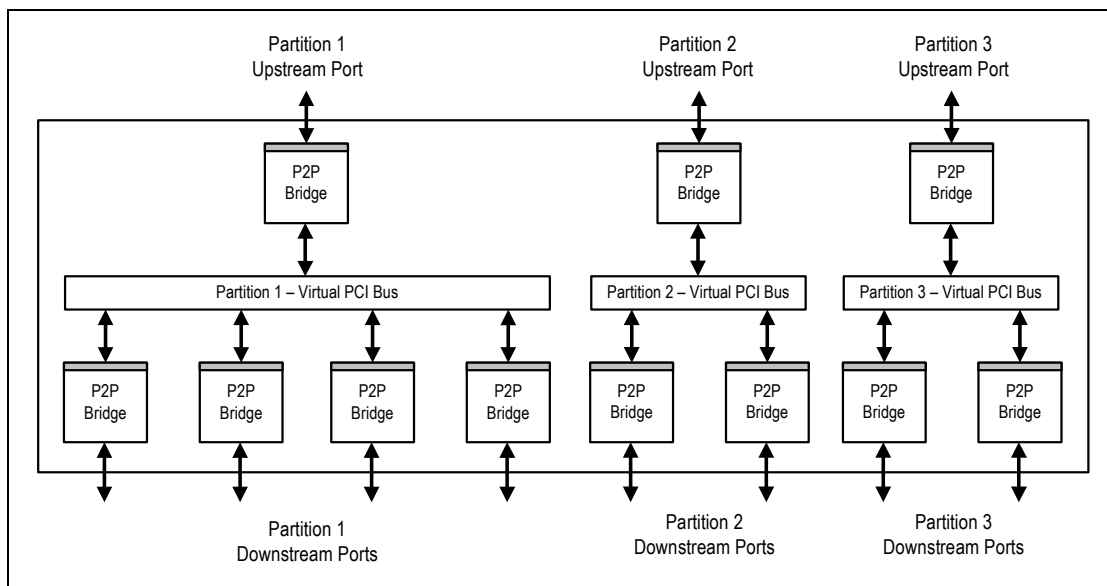 Partition 1
Upstream Port
Partition 2
Upstream Port
Partition 3
Upstream Port
P2P
Bridge
P2P
Bridge
P2P
Bridge
Partition 1 – Virtual PCI Bus
Partition 2 – Virtual PCI Bus
Partition 3 – Virtual PCI Bus
P2P
Bridge
P2P
Bridge
P2P
Bridge
P2P
Bridge
P2P
Bridge
P2P
Bridge
P2P
Bridge
P2P
Bridge
Partition 1
Downstream Ports
Partition 2
Downstream Ports
Partition 3
Downstream Ports